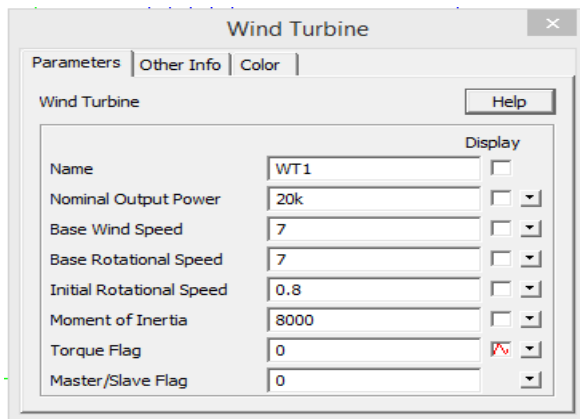 Wind Turbine
Parameters Other Info Color
Wind Turbine Help
Display
Name WT1
Nominal Output Power 20k
Base Wind Speed 7
Base Rotational Speed 7
Initial Rotational Speed 0.8
Moment of Inertia 8000
Torque Flag 0
Master/Slave Flag 0